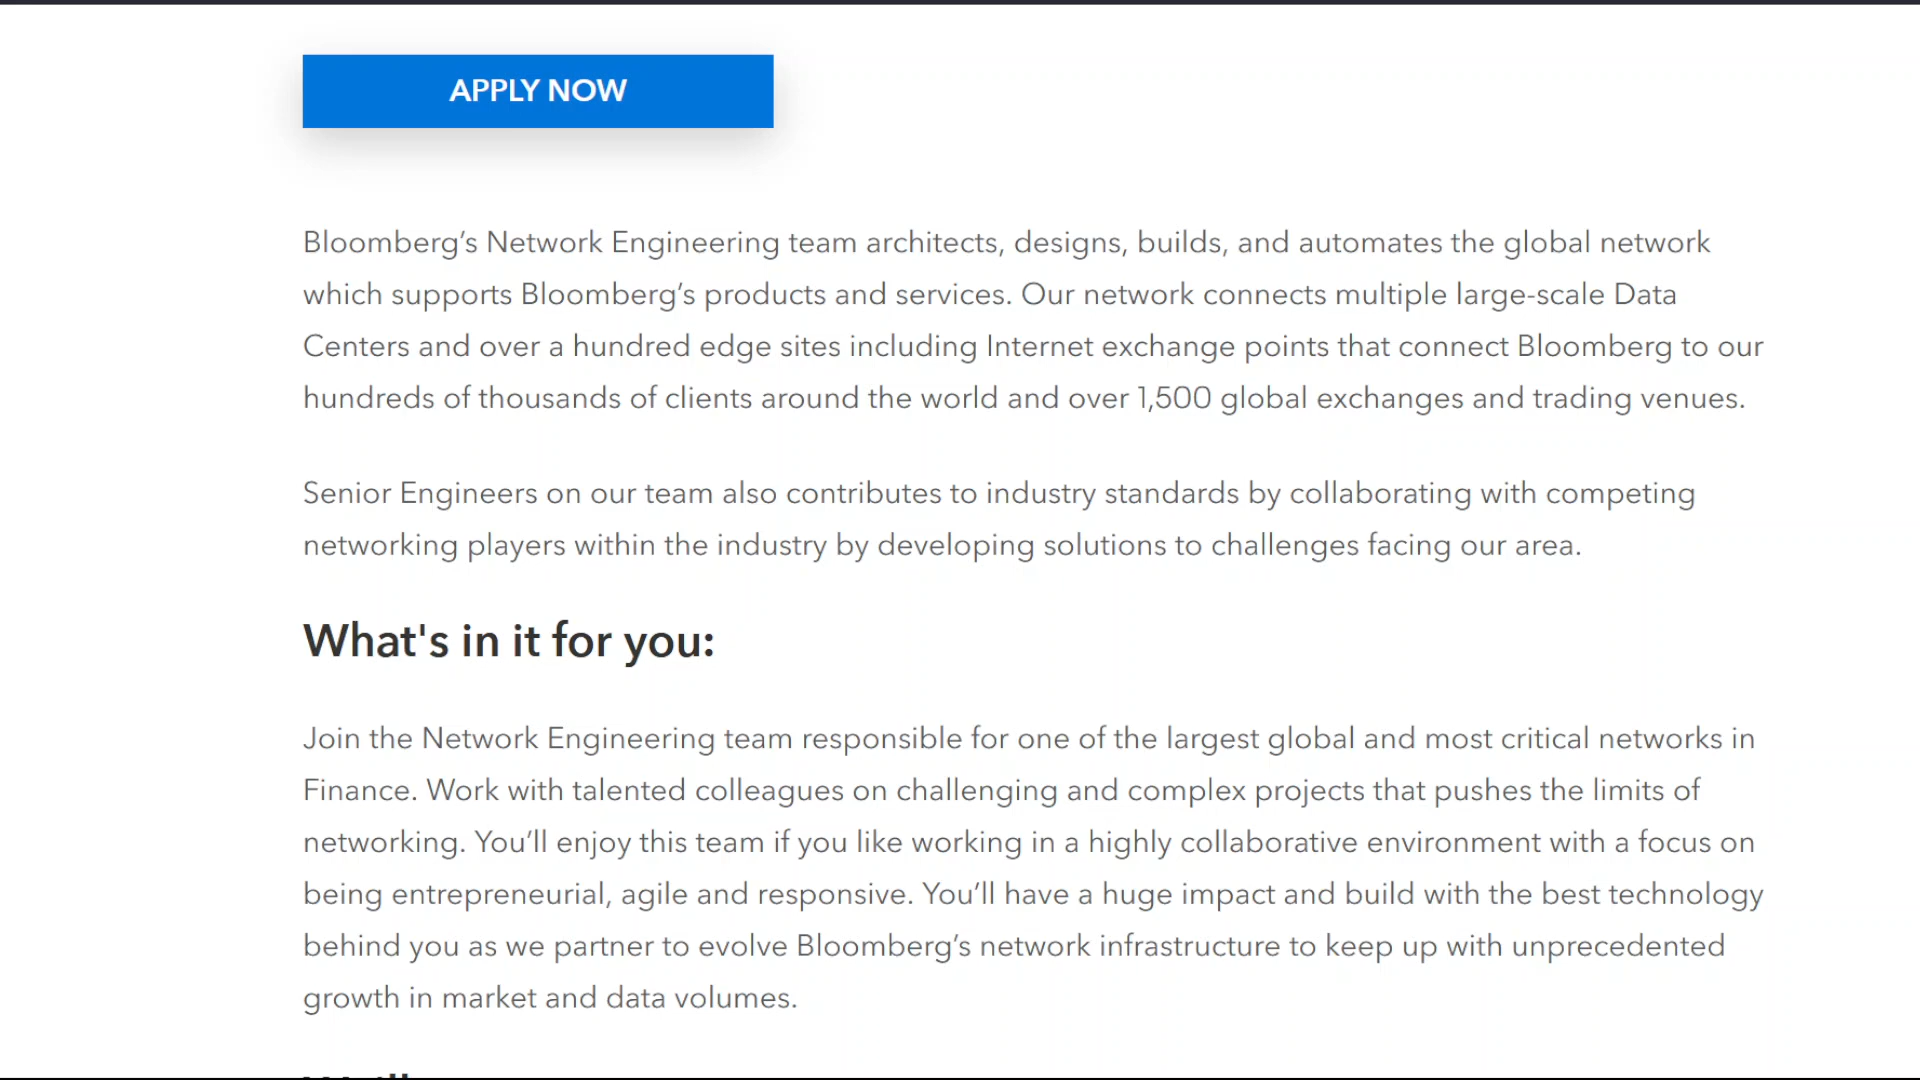 APPLY NOW
Bloomberg’s Network Engineering team architects, designs, builds, and automates the global network
which supports Bloomberg’s products and services. Our network connects multiple large-scale Data
Centers and over a hundred edge sites including Internet exchange points that connect Bloomberg to our
hundreds of thousands of clients around the world and over 1,500 global exchanges and trading venues.
Senior Engineers on our team also contributes to industry standards by collaborating with competing
networking players within the industry by developing solutions to challenges facing our area.
What's in it for you:
Join the Network Engineering team responsible for one of the largest global and most critical networks in
Finance. Work with talented colleagues on challenging and complex projects that pushes the limits of
networking. You’ll enjoy this team if you like working in a highly collaborative environment with a focus on
being entrepreneurial, agile and responsive. You’ll have a huge impact and build with the best technology
behind you as we partner to evolve Bloomberg’s network infrastructure to keep up with unprecedented
growth in market and data volumes.